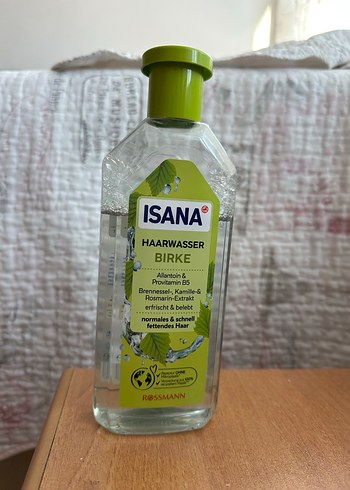 ISANA
HAARWASSER
BIRKE
Allantoin &
Provitamin B5
Brennessel-, Kamille-&
Rosmarin-Extrakt
erfrischt & belebt
normales & schnell
fettendes Haar
ROSSMANN